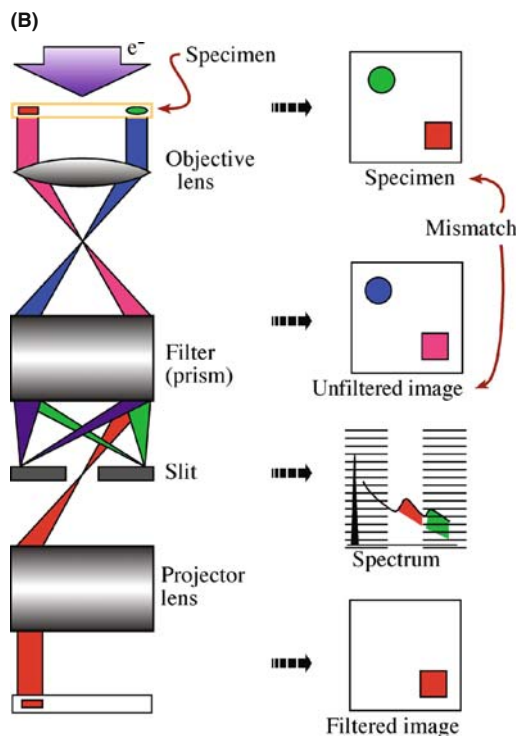 (B)
e⁻
Specimen
Specimen
Objective
lens
Mismatch
Filter
(prism)
Unfiltered image
Slit
Spectrum
Projector
lens
Filtered image